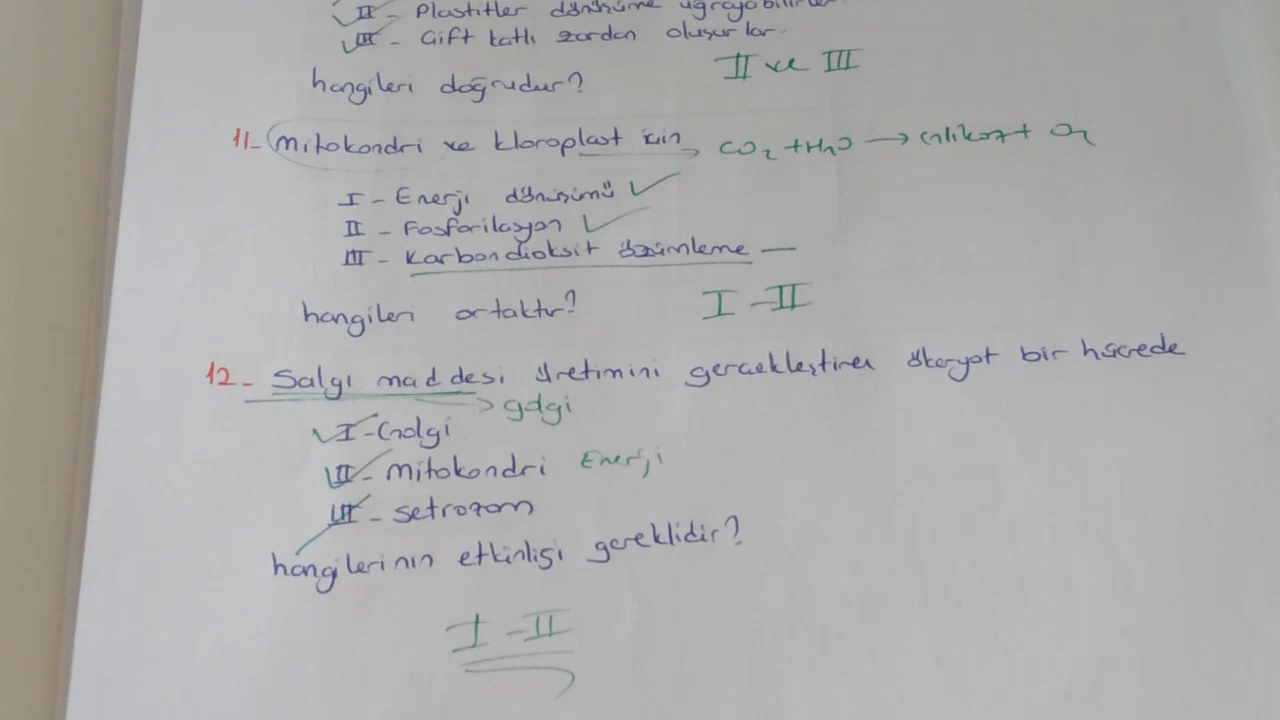 II - Plastitler dönüşüme uğrayabilirler
III - Çift katlı zardan oluşurlar.
hangileri doğrudur? II ve III
11- Mitokondri ve kloroplast için CO2 + H2O → Glikoz + O2
I - Enerji dönüşümü
II - Fosforilasyon
III - Karbondioksit özümleme —
hangileri ortaktır? I - II
12- Salgı maddesi üretimini gerçekleştiren ökaryot bir hücrede
golgi
I - Golgi
II - Mitokondri Enerji
III - setrozom
hangilerinin etkinliği gereklidir?
I - II